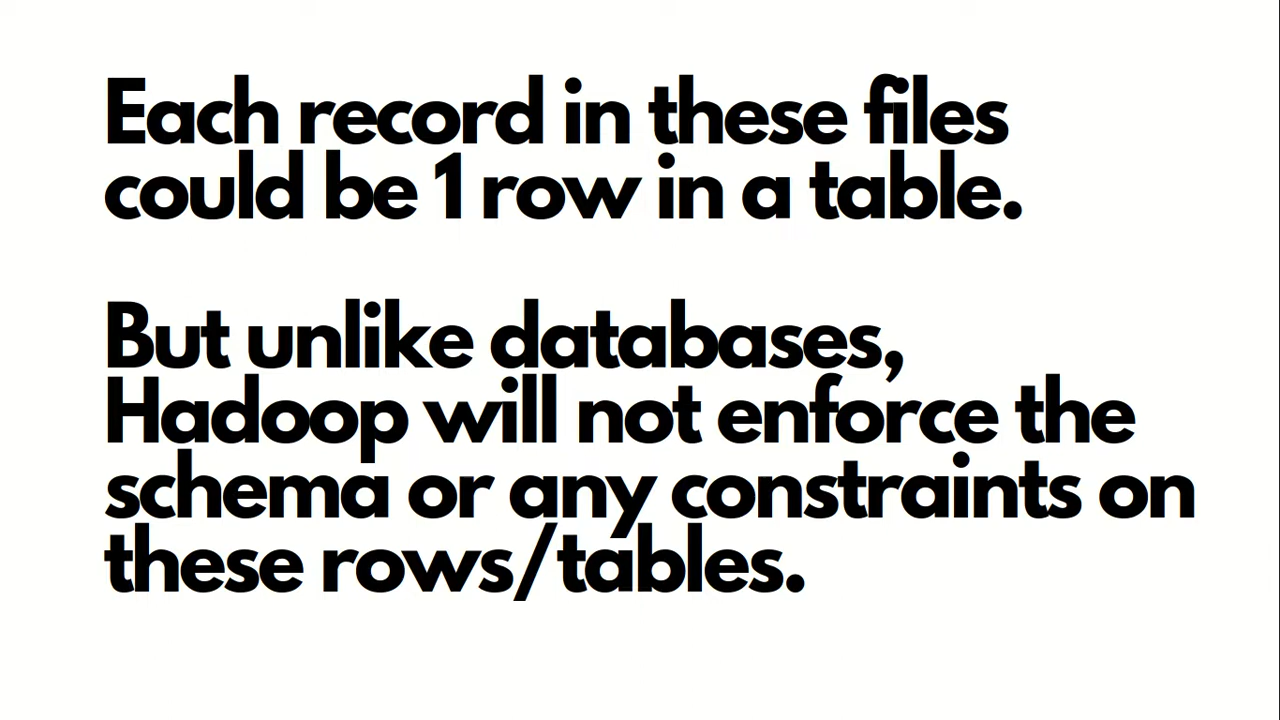 Each record in these files
could be 1 row in a table.
But unlike databases,
Hadoop will not enforce the
schema or any constraints on
these rows/tables.